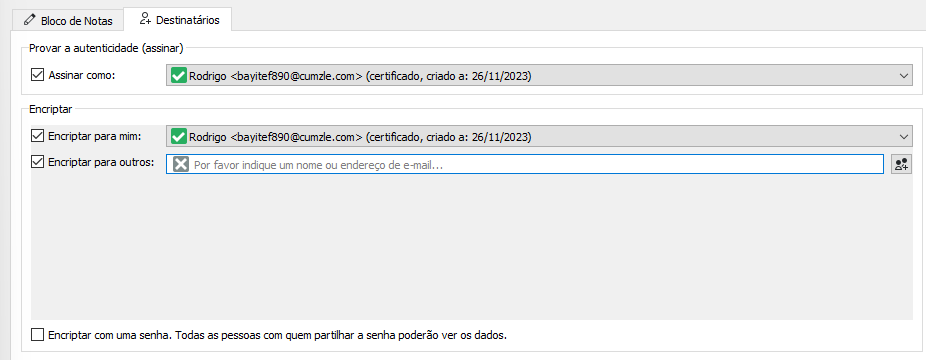 Bloco de Notas
Destinatários
Provar a autenticidade (assinar)
Assinar como:
Rodrigo <bayitef890@cumzle.com> (certificado, criado a: 26/11/2023)
Encriptar
Encriptar para mim:
Rodrigo <bayitef890@cumzle.com> (certificado, criado a: 26/11/2023)
Encriptar para outros:
Por favor indique um nome ou endereço de e-mail...
Encriptar com uma senha. Todas as pessoas com quem partilhar a senha poderão ver os dados.